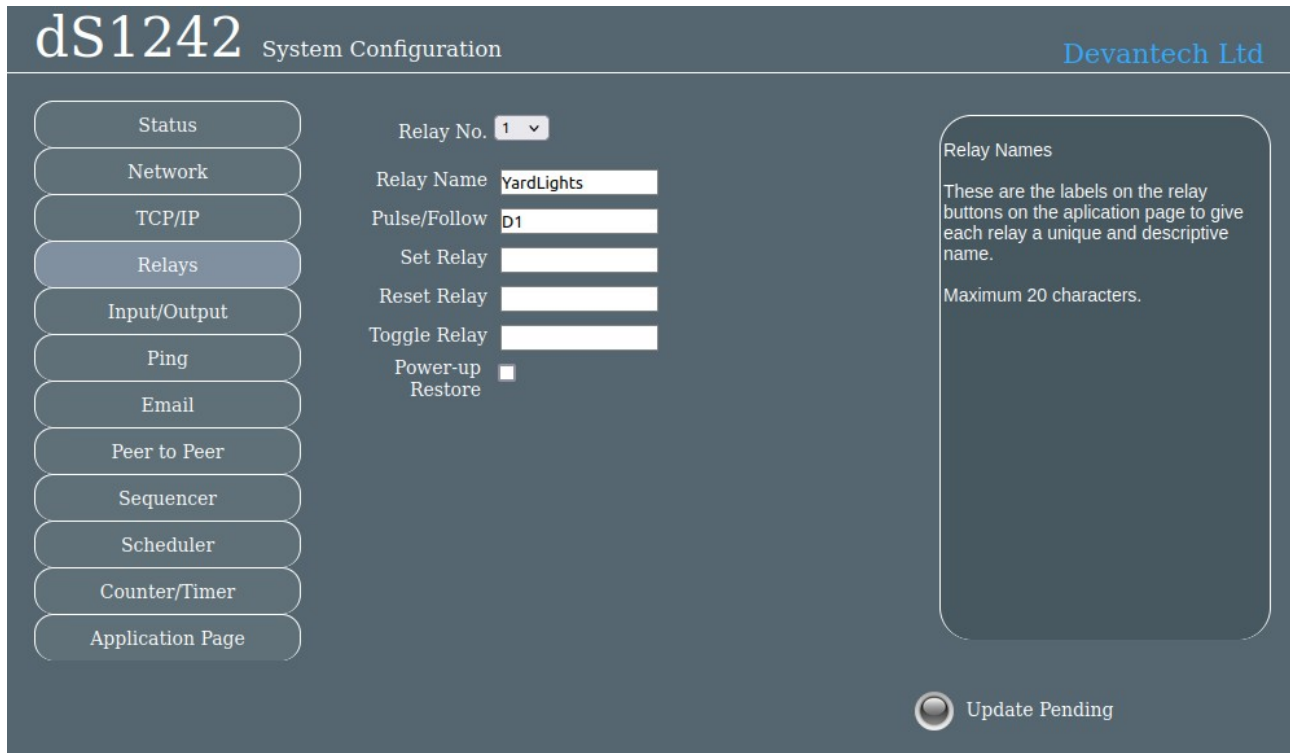 dS1242 System Configuration
Devantech Ltd
Status
Network
TCP/IP
Relays
Input/Output
Ping
Email
Peer to Peer
Sequencer
Scheduler
Counter/Timer
Application Page
Relay No. 1
Relay Name YardLights
Pulse/Follow D1
Set Relay
Reset Relay
Toggle Relay
Power-up
Restore
Relay Names
These are the labels on the relay
buttons on the aplication page to give
each relay a unique and descriptive
name.
Maximum 20 characters.
Update Pending